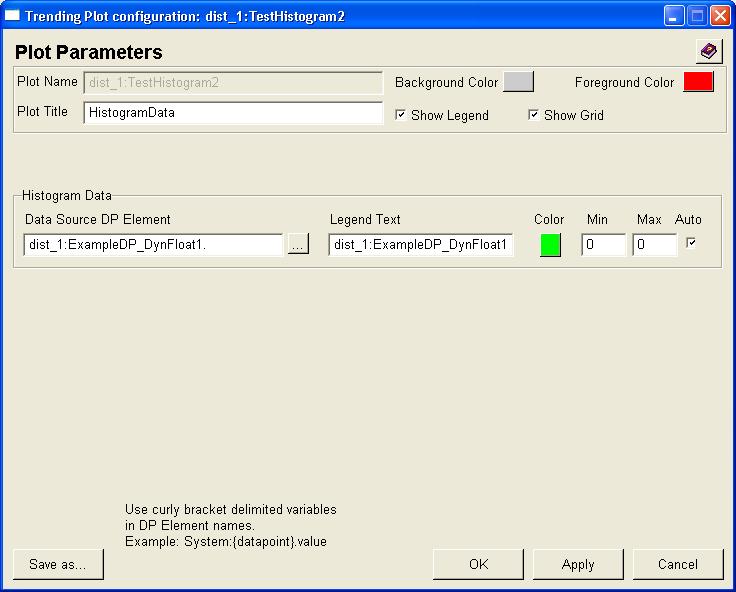 Trending Plot configuration: dist_1:TestHistogram2
Plot Parameters
Plot Name dist_1:TestHistogram2 Background Color Foreground Color
Plot Title HistogramData Show Legend Show Grid
Histogram Data
Data Source DP Element Legend Text Color Min Max Auto
dist_1:ExampleDP_DynFloat1. ... dist_1:ExampleDP_DynFloat1 0 0
Use curly bracket delimited variables
in DP Element names.
Example: System:{datapoint}.value
Save as... OK Apply Cancel